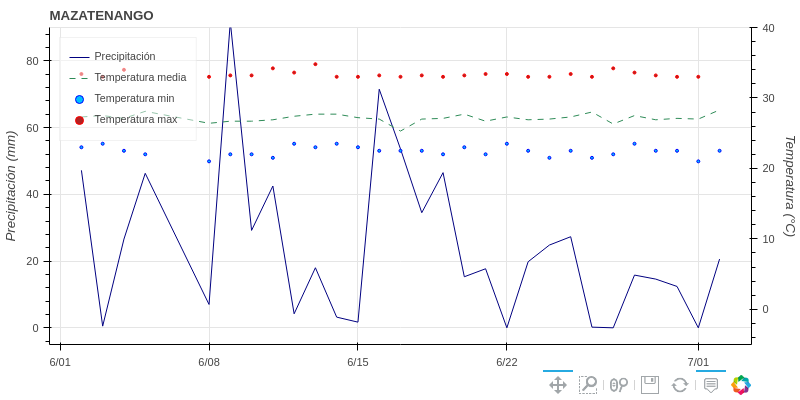 MAZATENANGO
Precipitación
Temperatura media
Temperatura min
Temperatura max
Precipitación (mm)
80
60
40
20
0
Temperatura (°C)
40
30
20
10
0
6/01
6/08
6/15
6/22
7/01